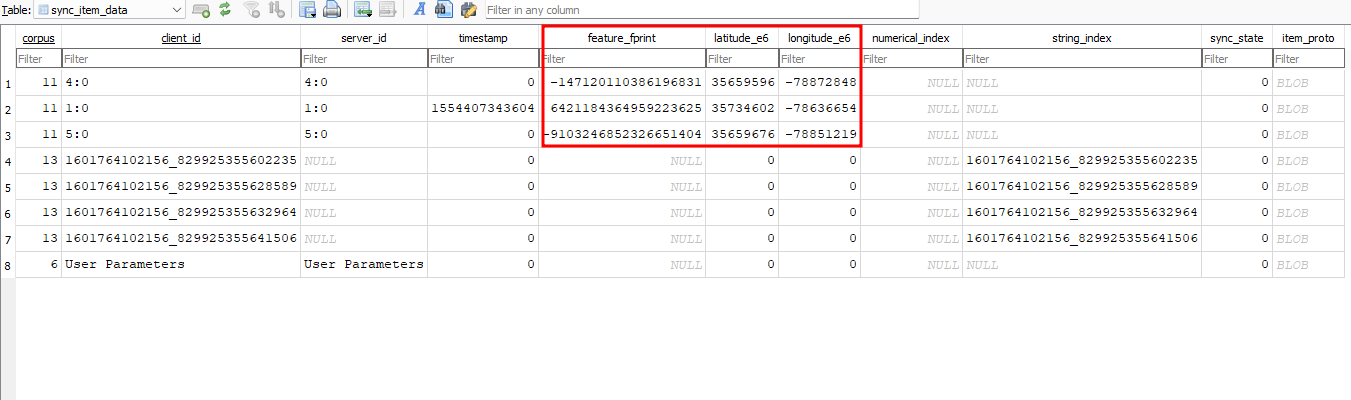 Table: sync_item_data Filter in any column
corpus client_id server_id timestamp feature_fprint latitude_e6 longitude_e6 numerical_index string_index sync_state item_proto
Filter Filter Filter Filter Filter Filter Filter Filter Filter Filter Filter
1 11 4:0 4:0 0 -147120110386196831 35659596 -78872848 NULL NULL 0 BLOB
2 11 1:0 1:0 1554407343604 6421184364959223625 35734602 -78636654 NULL NULL 0 BLOB
3 11 5:0 5:0 0 -9103246852326651404 35659676 -78851219 NULL NULL 0 BLOB
4 13 1601764102156_829925355602235 NULL 0 NULL 0 0 NULL 1601764102156_829925355602235 0 BLOB
5 13 1601764102156_829925355628589 NULL 0 NULL 0 0 NULL 1601764102156_829925355628589 0 BLOB
6 13 1601764102156_829925355632964 NULL 0 NULL 0 0 NULL 1601764102156_829925355632964 0 BLOB
7 13 1601764102156_829925355641506 NULL 0 NULL 0 0 NULL 1601764102156_829925355641506 0 BLOB
8 6 User Parameters User Parameters 0 NULL 0 0 NULL NULL 0 BLOB